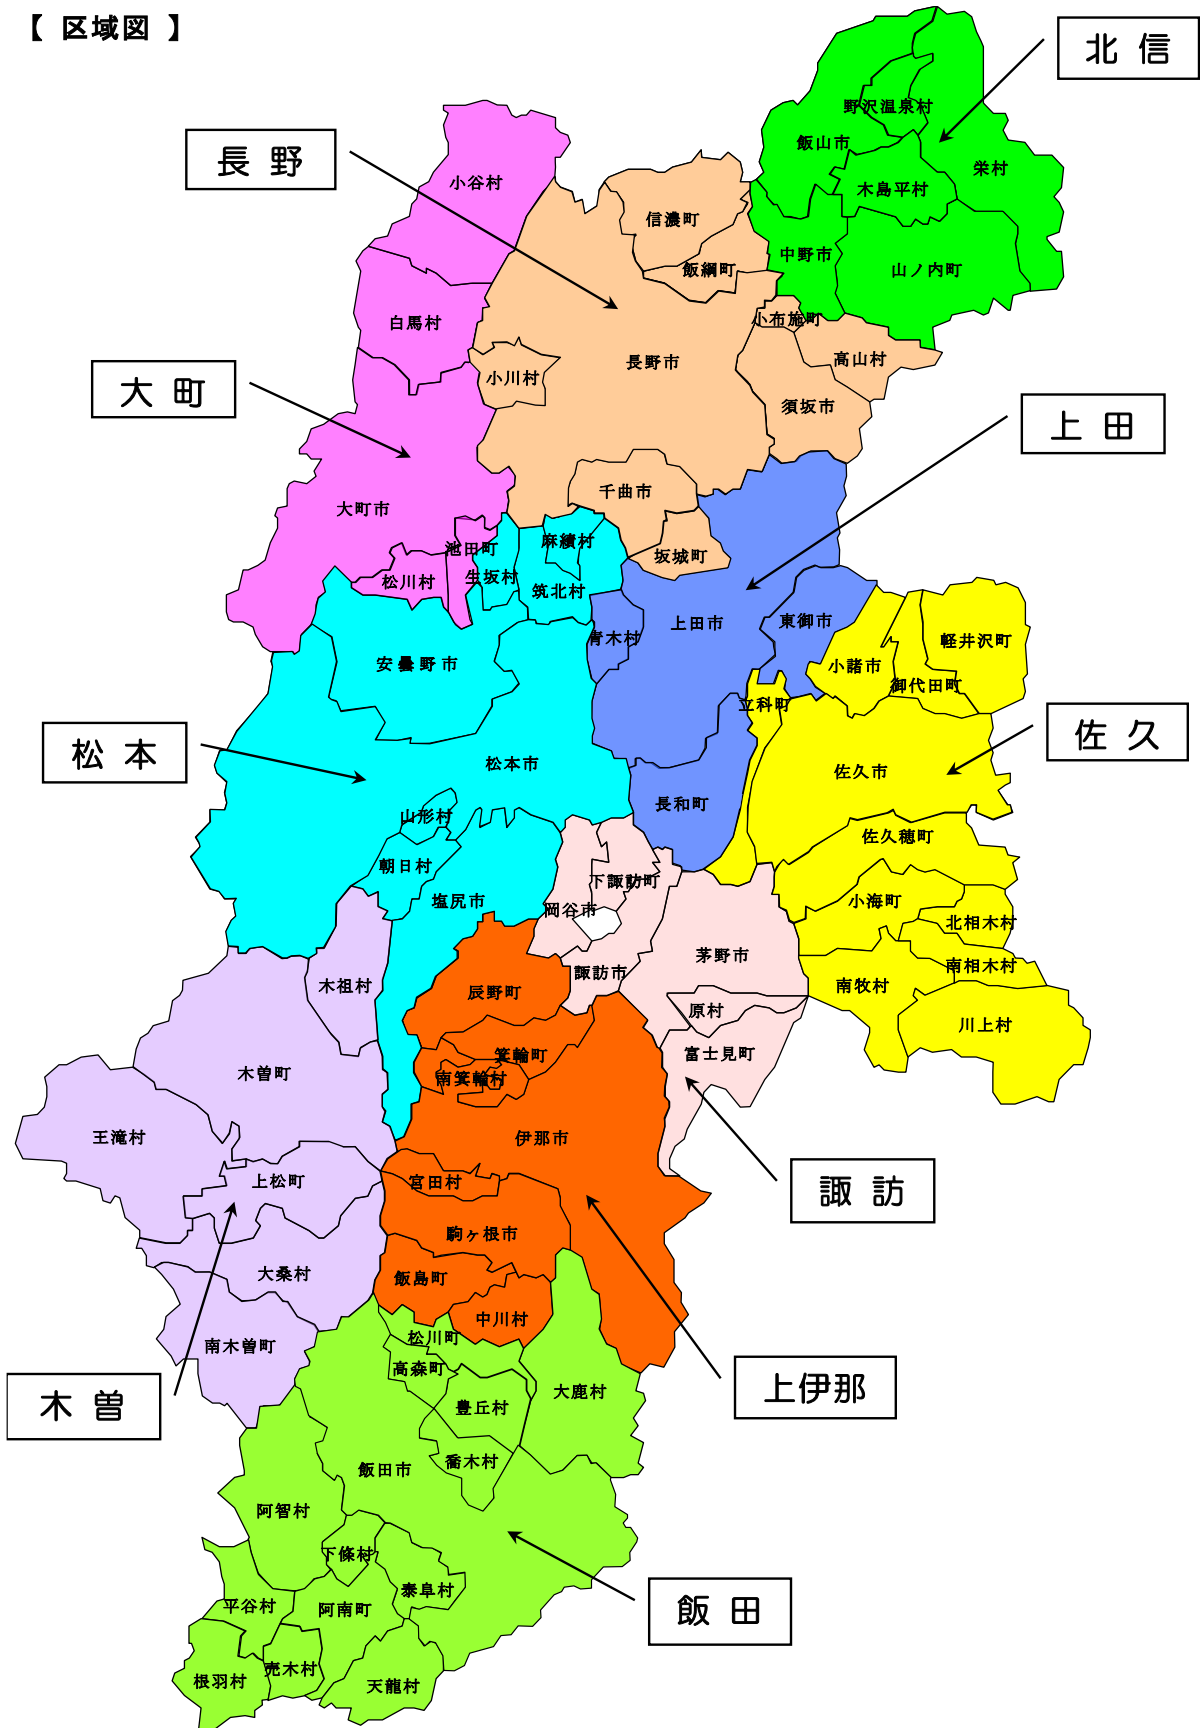 【 区域図 】
北 信
野沢温泉村
飯山市
長 野
栄村
小谷村
木島平村
信濃町
中野市
飯綱町
山ノ内町
白馬村
小布施町
長野市
高山村
小川村
大 町
須坂市
上 田
千曲市
大町市
麻績村
池田町
坂城町
生坂村
松川村
筑北村
上田市
東御市
青木村
軽井沢町
安曇野市
小諸市
御代田町
立科町
佐 久
松 本
松本市
佐久市
長和町
山形村
佐久穂町
朝日村
下諏訪町
塩尻市
小海町
岡谷市
北相木村
茅野市
南相木村
諏訪市
木祖村
南牧村
辰野町
原村
川上村
箕輪町
富士見町
木曽町
南箕輪村
王滝村
伊那市
上松町
宮田村
諏 訪
駒ヶ根市
大桑村
飯島町
中川村
松川町
南木曽町
高森町
大鹿村
上伊那
木 曽
豊丘村
喬木村
飯田市
阿智村
下條村
泰阜村
平谷村
阿南町
飯 田
売木村
根羽村
天龍村